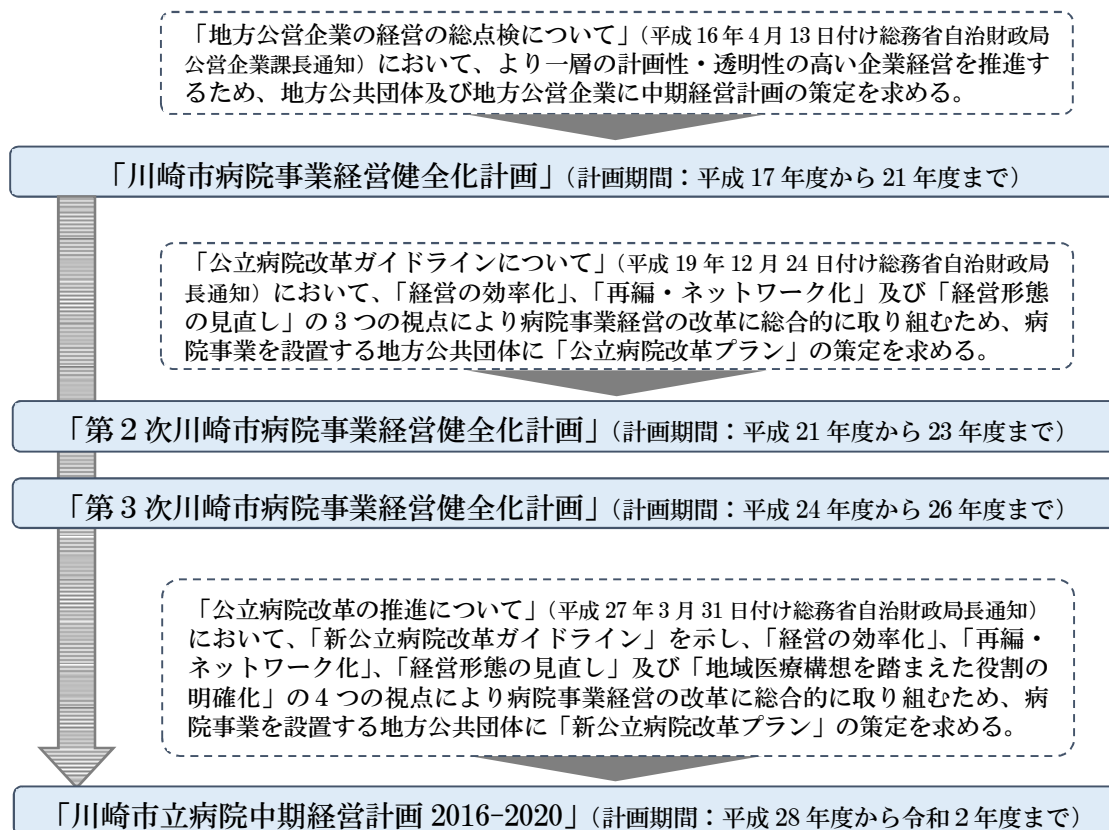 「地方公営企業の経営の総点検について」（平成 16 年 4 月 13 日付け総務省自治財政局
公営企業課長通知）において、より一層の計画性・透明性の高い企業経営を推進す
るため、地方公共団体及び地方公営企業に中期経営計画の策定を求める。
「川崎市病院事業経営健全化計画」（計画期間：平成 17 年度から 21 年度まで）
「公立病院改革ガイドラインについて」（平成 19 年 12 月 24 日付け総務省自治財政局
長通知）において、「経営の効率化」、「再編・ネットワーク化」及び「経営形態
の見直し」の３つの視点により病院事業経営の改革に総合的に取り組むため、病
院事業を設置する地方公共団体に「公立病院改革プラン」の策定を求める。
「第２次川崎市病院事業経営健全化計画」（計画期間：平成 21 年度から 23 年度まで）
「第３次川崎市病院事業経営健全化計画」（計画期間：平成 24 年度から 26 年度まで）
「公立病院改革の推進について」（平成 27 年３月 31 日付け総務省自治財政局長通知）
において、「新公立病院改革ガイドライン」を示し、「経営の効率化」、「再編・
ネットワーク化」、「経営形態の見直し」及び「地域医療構想を踏まえた役割の
明確化」の４つの視点により病院事業経営の改革に総合的に取り組むため、病
院事業を設置する地方公共団体に「新公立病院改革プラン」の策定を求める。
「川崎市立病院中期経営計画 2016-2020」（計画期間：平成 28 年度から令和２年度まで）